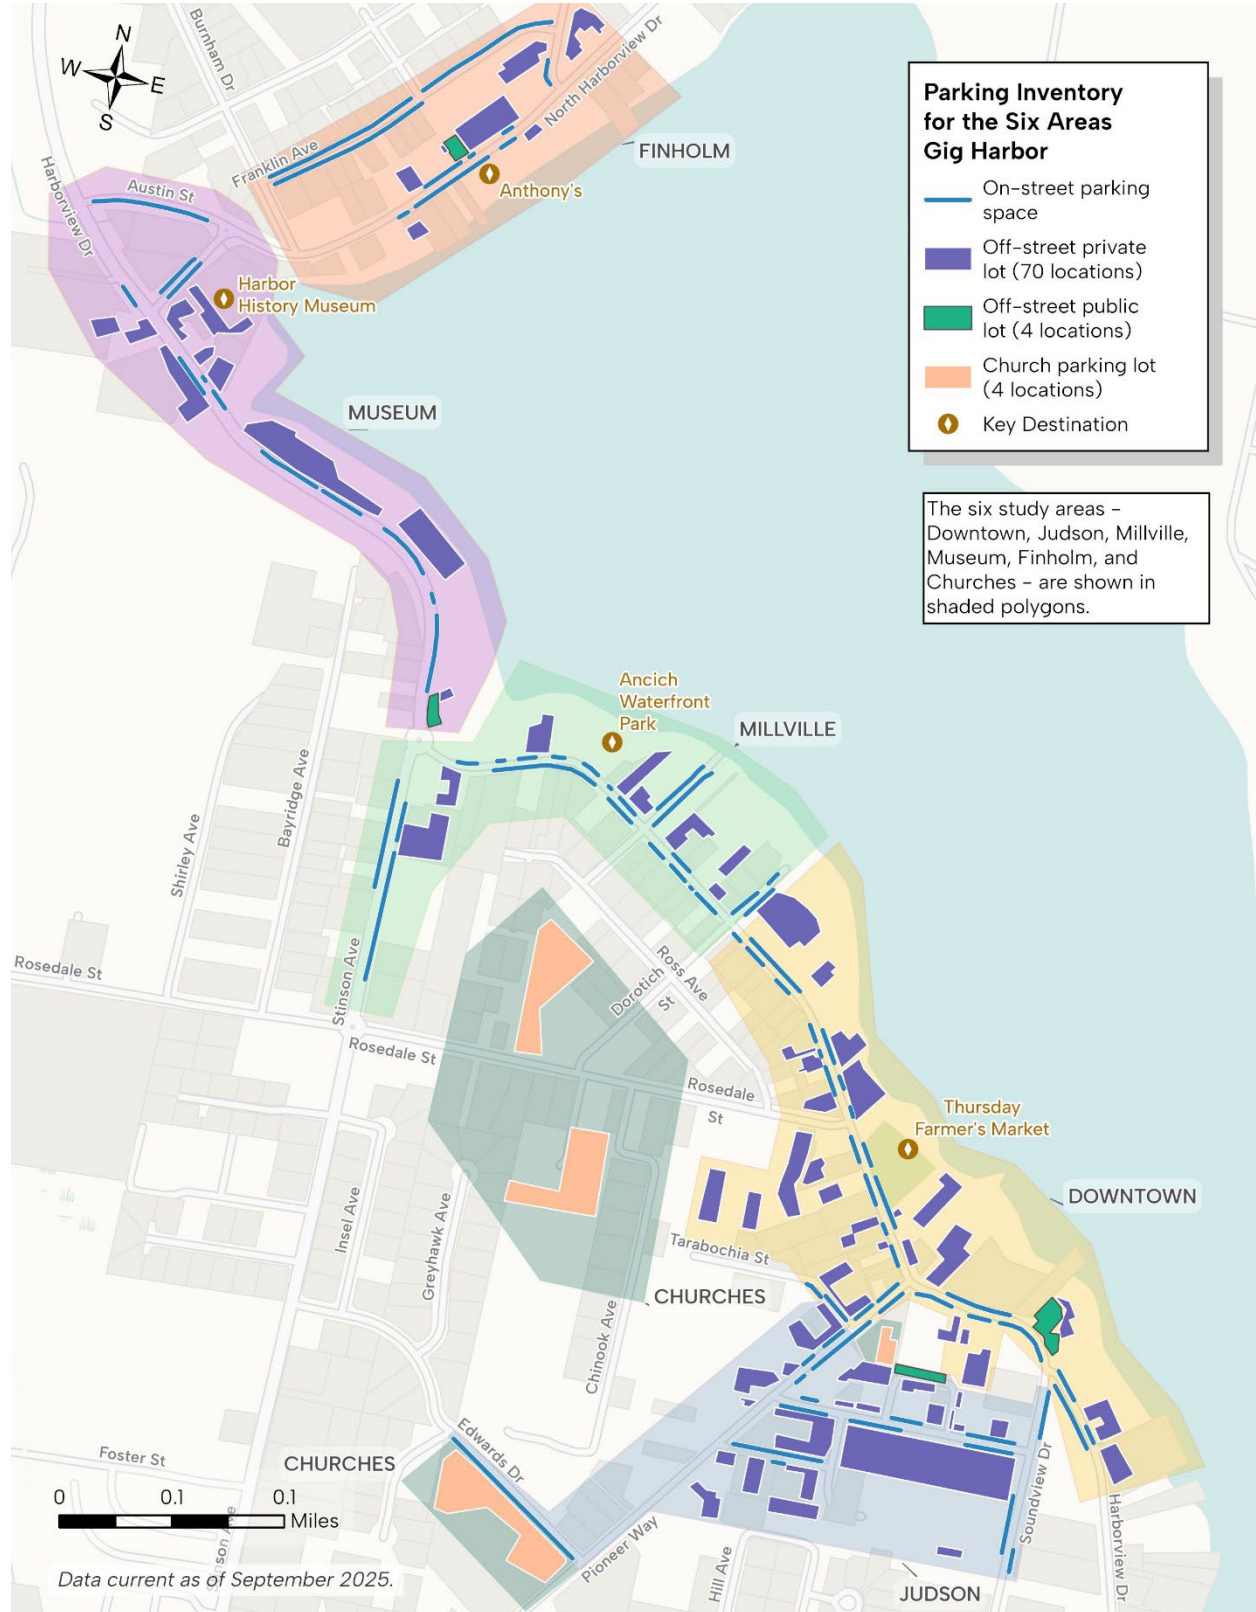 N
W
E
S
Burnham Dr
North Harborview Dr
Franklin Ave
FINHOLM
Anthony's
Harborview Dr
Austin St
Harbor
History Museum
MUSEUM
Parking Inventory
for the Six Areas
Gig Harbor
On-street parking
space
Off-street private
lot (70 locations)
Off-street public
lot (4 locations)
Church parking lot
(4 locations)
Key Destination
The six study areas –
Downtown, Judson, Millville,
Museum, Finholm, and
Churches – are shown in
shaded polygons.
Ancich
Waterfront
Park
MILLVILLE
Shirley Ave
Bayridge Ave
Rosedale St
Stinson Ave
Ross Ave
Dorotich
St
Rosedale St
Rosedale
St
Thursday
Farmer's Market
DOWNTOWN
Insel Ave
Greyhawk Ave
Tarabochia St
CHURCHES
Chinook Ave
Edwards Dr
CHURCHES
Foster St
Stinson Ave
Pioneer Way
Hill Ave
Soundview Dr
Harborview Dr
JUDSON
0 0.1 0.1
Miles
Data current as of September 2025.